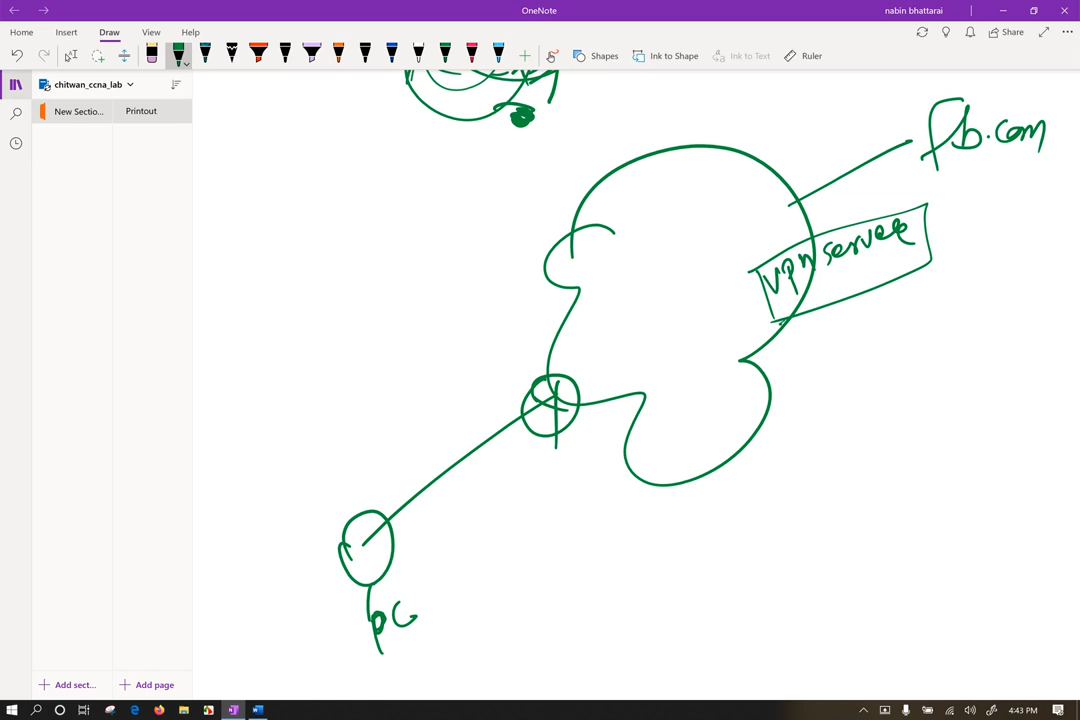 OneNote
nabin bhattarai
Home
Insert
Draw
View
Help
Share
Shapes
Ink to Shape
Ink to Text
Ruler
chitwan_ccna_lab
New Sectio...
Printout
fb.com
vpn server
pc
Add sect...
Add page
4:43 PM